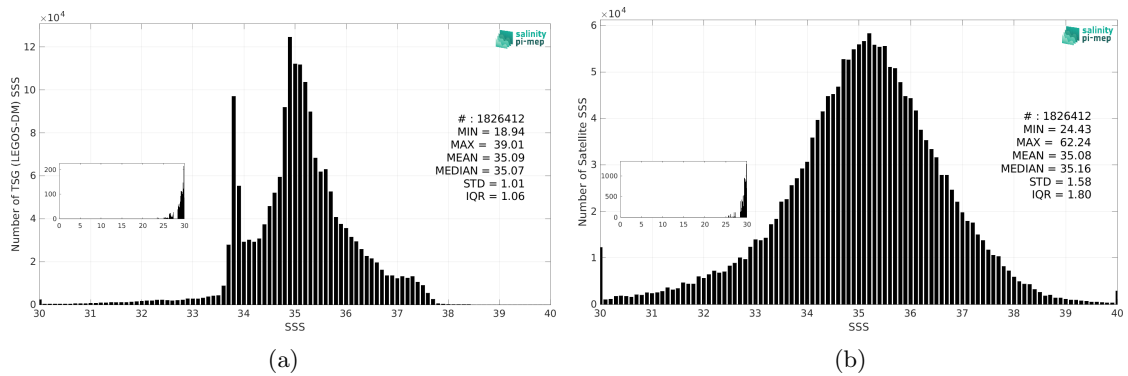 ×10⁴
12
10
8
6
4
2
0
Number of TSG (LEGOS-DM) SSS
salinity
pi-mep
# : 1826412
MIN = 18.94
MAX = 39.01
MEAN = 35.09
MEDIAN = 35.07
STD = 1.01
IQR = 1.06
200
100
0
0 5 10 15 20 25 30
30 31 32 33 34 35 36 37 38 39 40
SSS
(a)
×10⁴
6
5
4
3
2
1
0
Number of Satellite SSS
salinity
pi-mep
# : 1826412
MIN = 24.43
MAX = 62.24
MEAN = 35.08
MEDIAN = 35.16
STD = 1.58
IQR = 1.80
1000
500
0
0 5 10 15 20 25 30
30 31 32 33 34 35 36 37 38 39 40
SSS
(b)